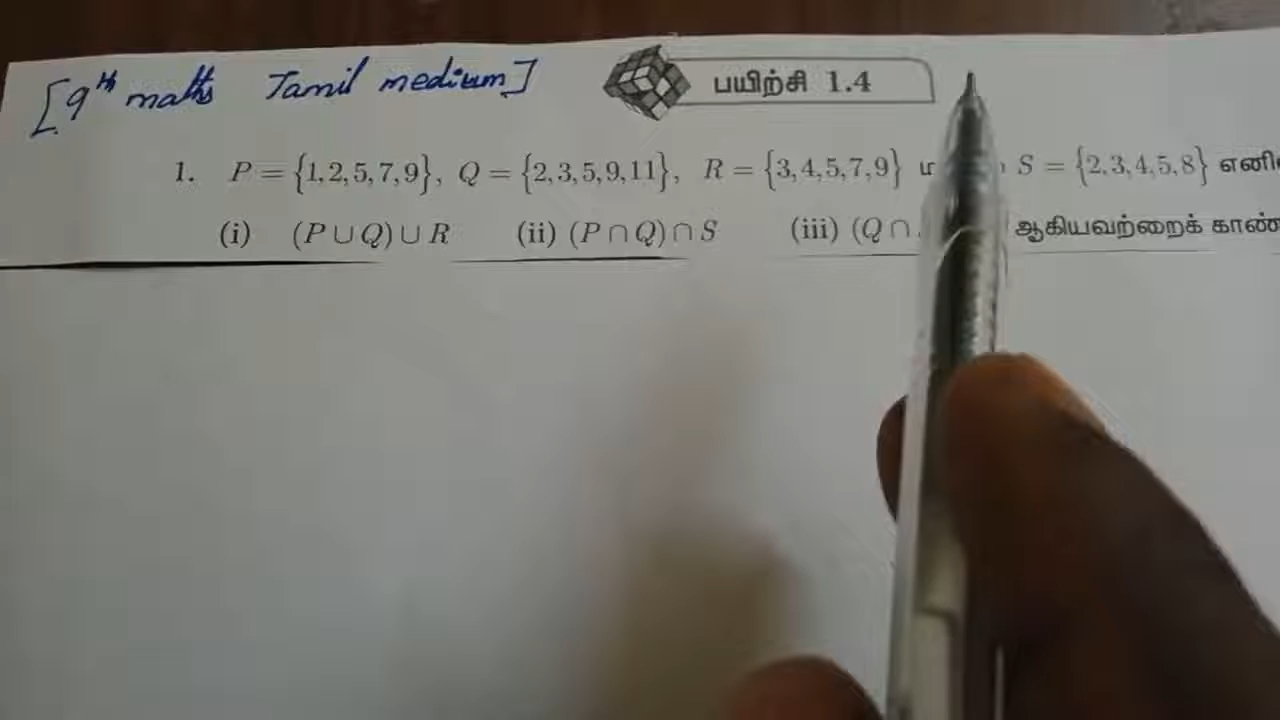 [9th maths Tamil medium]
பயிற்சி 1.4
1. P = {1,2,5,7,9}, Q = {2,3,5,9,11}, R = {3,4,5,7,9} S = {2,3,4,5,8}
(i) (P ∪ Q) ∪ R (ii) (P ∩ Q) ∩ S (iii) (Q ∩ ஆகியவற்றைக்